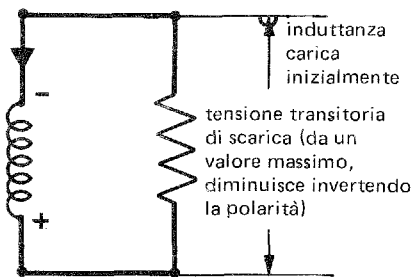 induttanza
carica
inizialmente
tensione transitoria
di scarica (da un
valore massimo,
diminuisce invertendo
la polarità)
-
+